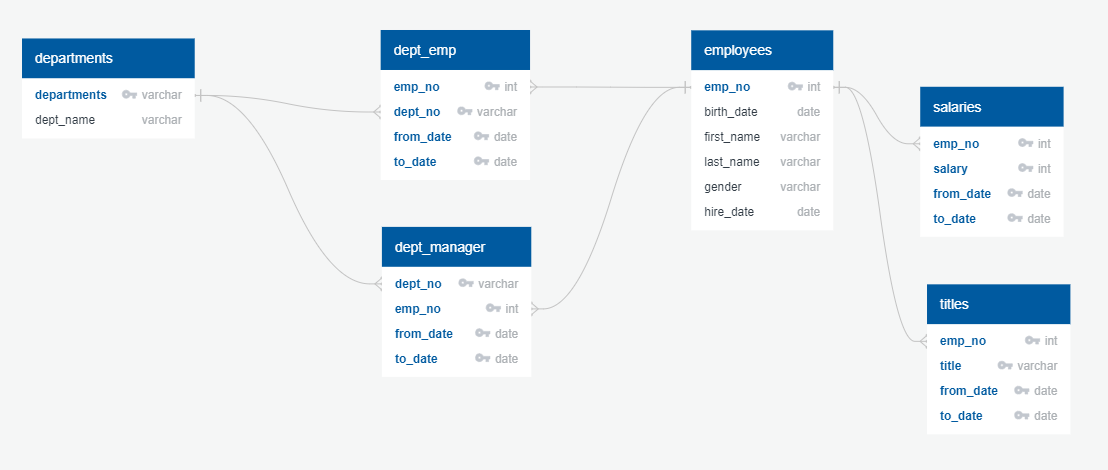 departments
departments varchar
dept_name varchar
dept_emp
emp_no int
dept_no varchar
from_date date
to_date date
dept_manager
dept_no varchar
emp_no int
from_date date
to_date date
employees
emp_no int
birth_date date
first_name varchar
last_name varchar
gender varchar
hire_date date
salaries
emp_no int
salary int
from_date date
to_date date
titles
emp_no int
title varchar
from_date date
to_date date